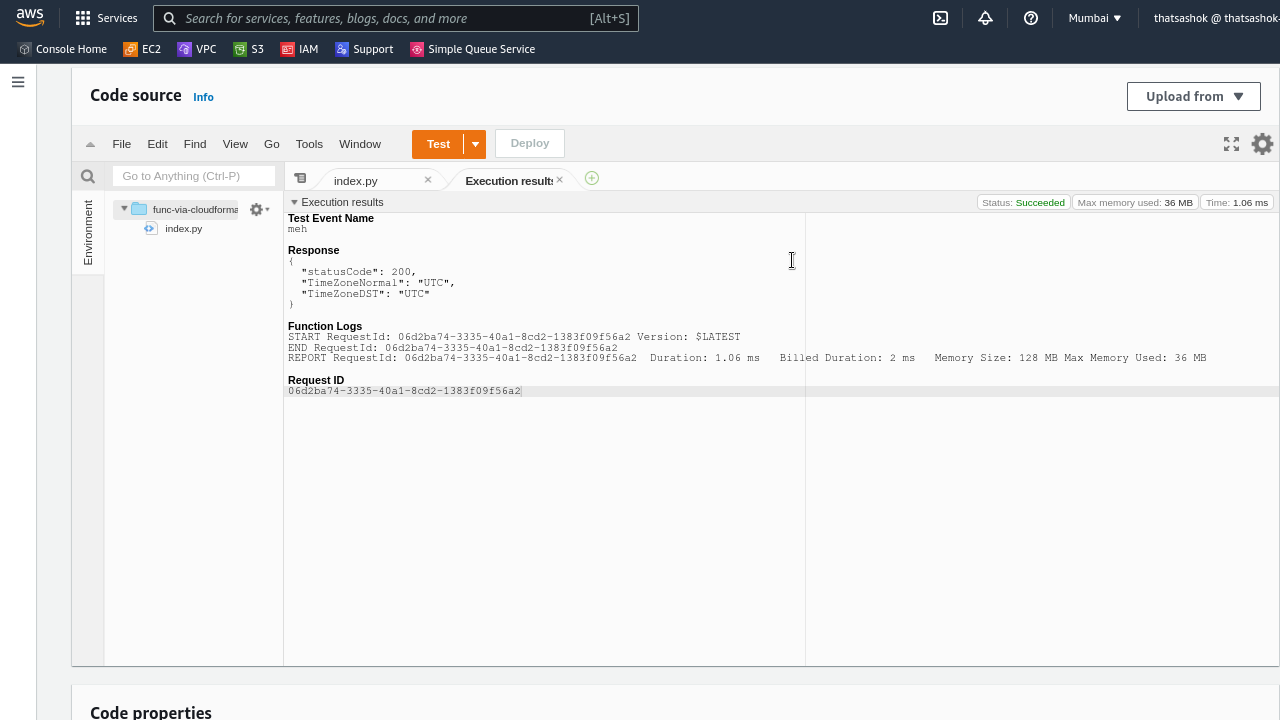 aws
Services
Search for services, features, blogs, docs, and more
[Alt+S]
Mumbai
thatsashok @ thatsashok-
Console Home
EC2
VPC
S3
IAM
Support
Simple Queue Service
Code source
Info
Upload from
File
Edit
Find
View
Go
Tools
Window
Test
Deploy
Go to Anything (Ctrl-P)
index.py
Execution results
Environment
func-via-cloudforma
index.py
Execution results
Status: Succeeded
Max memory used: 36 MB
Time: 1.06 ms
Test Event Name
meh
Response
{
"statusCode": 200,
"TimeZoneNormal": "UTC",
"TimeZoneDST": "UTC"
}
Function Logs
START RequestId: 06d2ba74-3335-40a1-8cd2-1383f09f56a2 Version: $LATEST
END RequestId: 06d2ba74-3335-40a1-8cd2-1383f09f56a2
REPORT RequestId: 06d2ba74-3335-40a1-8cd2-1383f09f56a2 Duration: 1.06 ms Billed Duration: 2 ms Memory Size: 128 MB Max Memory Used: 36 MB
Request ID
06d2ba74-3335-40a1-8cd2-1383f09f56a2
Code properties